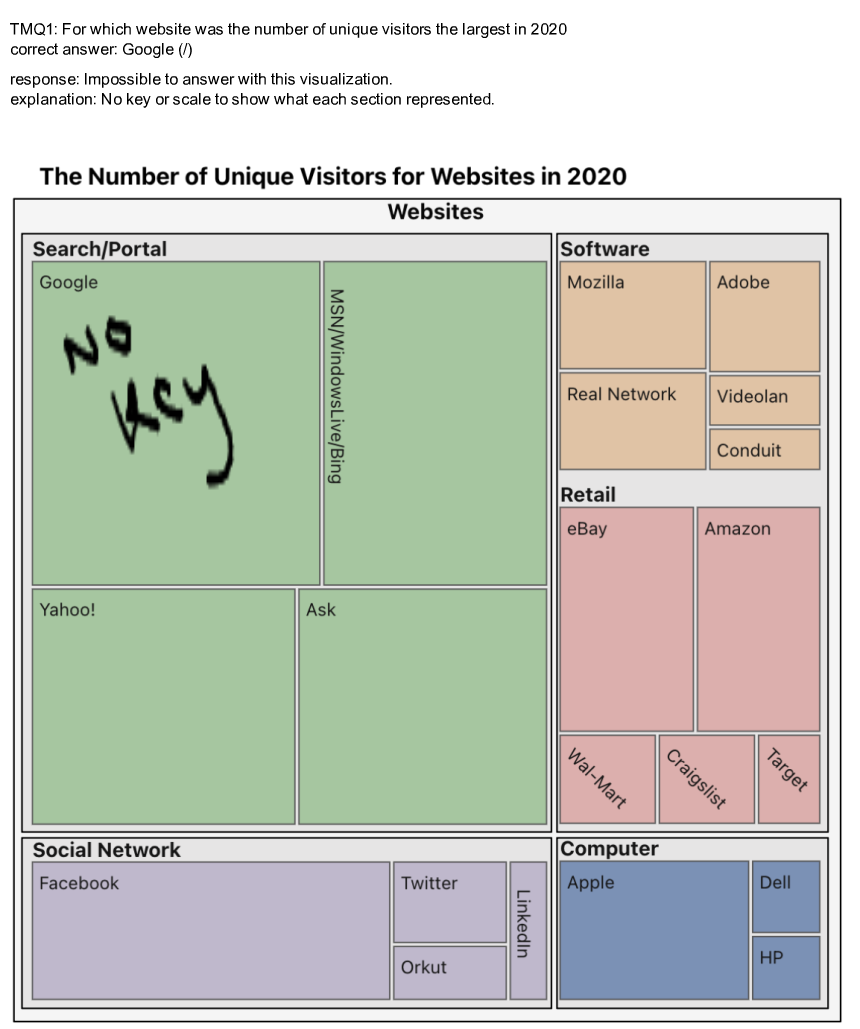 TMQ1: For which website was the number of unique visitors the largest in 2020
correct answer: Google (/)
response: Impossible to answer with this visualization.
explanation: No key or scale to show what each section represented.
The Number of Unique Visitors for Websites in 2020
Websites
Search/Portal
Google
NO
Key
MSN/WindowsLive/Bing
Yahoo!
Ask
Software
Mozilla
Adobe
Real Network
Videolan
Conduit
Retail
eBay
Amazon
Wal-Mart
Craigslist
Target
Social Network
Facebook
Twitter
Orkut
LinkedIn
Computer
Apple
Dell
HP